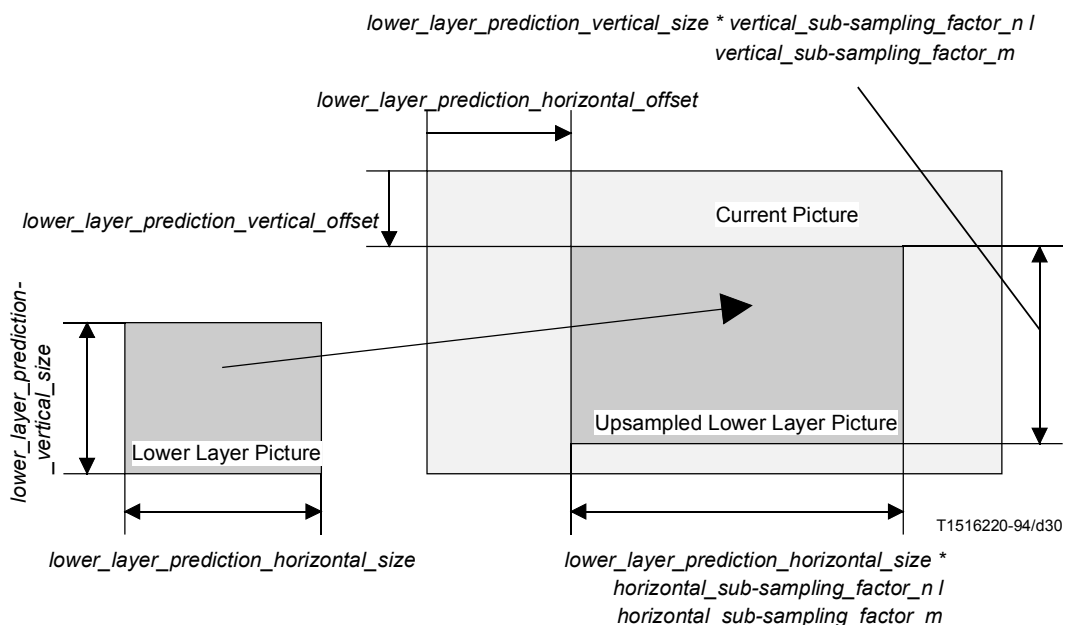 lower_layer_prediction_vertical_size * vertical_sub-sampling_factor_n /
vertical_sub-sampling_factor_m
lower_layer_prediction_horizontal_offset
lower_layer_prediction_vertical_offset
Current Picture
lower_layer_prediction-
_vertical_size
Lower Layer Picture
Upsampled Lower Layer Picture
T1516220-94/d30
lower_layer_prediction_horizontal_size
lower_layer_prediction_horizontal_size *
horizontal_sub-sampling_factor_n /
horizontal_sub-sampling_factor_m